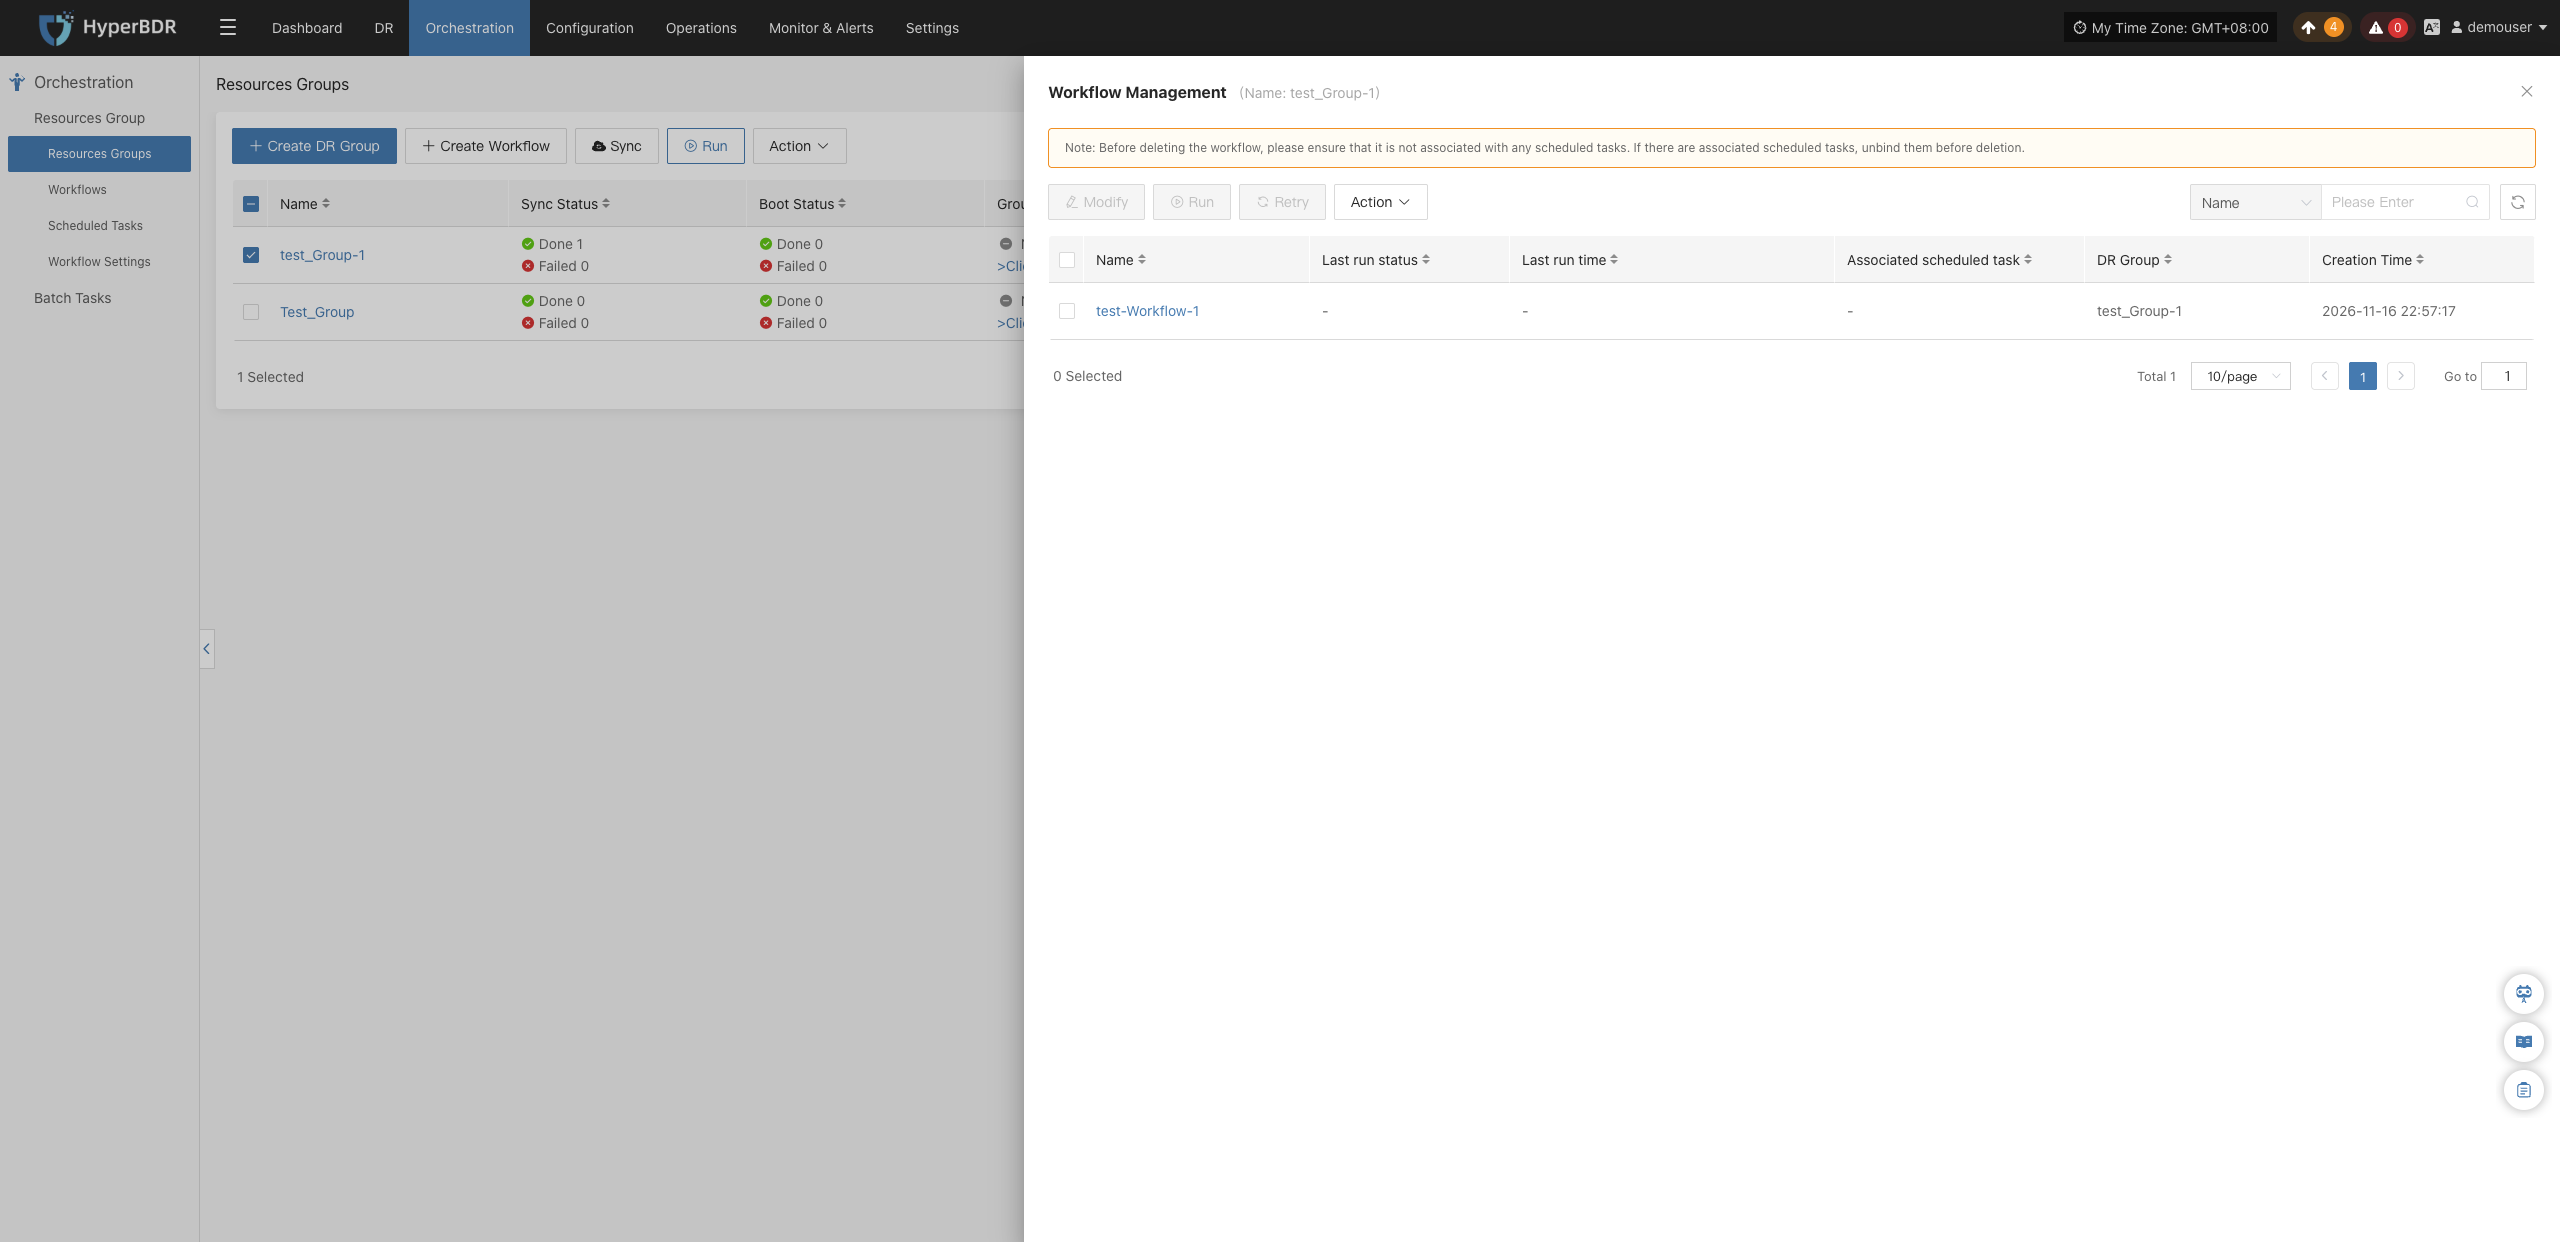 HyperBDR
Dashboard
DR
Orchestration
Configuration
Operations
Monitor & Alerts
Settings
My Time Zone: GMT+08:00
4
0
demouser
Orchestration
Resources Group
Resources Groups
Workflows
Scheduled Tasks
Workflow Settings
Batch Tasks
Resources Groups
Create DR Group
Create Workflow
Sync
Run
Action
Name
Sync Status
Boot Status
test_Group-1
Done 1
Failed 0
Done 0
Failed 0
Test_Group
Done 0
Failed 0
Done 0
Failed 0
1 Selected
Workflow Management (Name: test_Group-1)
Note: Before deleting the workflow, please ensure that it is not associated with any scheduled tasks. If there are associated scheduled tasks, unbind them before deletion.
Modify
Run
Retry
Action
Name
Please Enter
Name
Last run status
Last run time
Associated scheduled task
DR Group
Creation Time
test-Workflow-1
-
-
-
test_Group-1
2026-11-16 22:57:17
0 Selected
Total 1
10/page
1
Go to
1